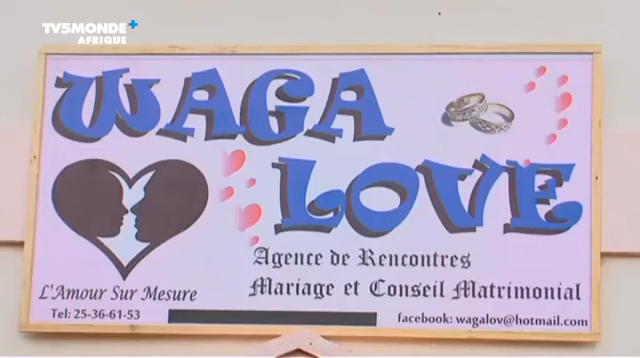 TV5MONDE+
AFRIQUE
WAGA
LOVE
Agence de Rencontres
Mariage et Conseil Matrimonial
L'Amour Sur Mesure
Tel: 25-36-61-53
facebook: wagalov@hotmail.com